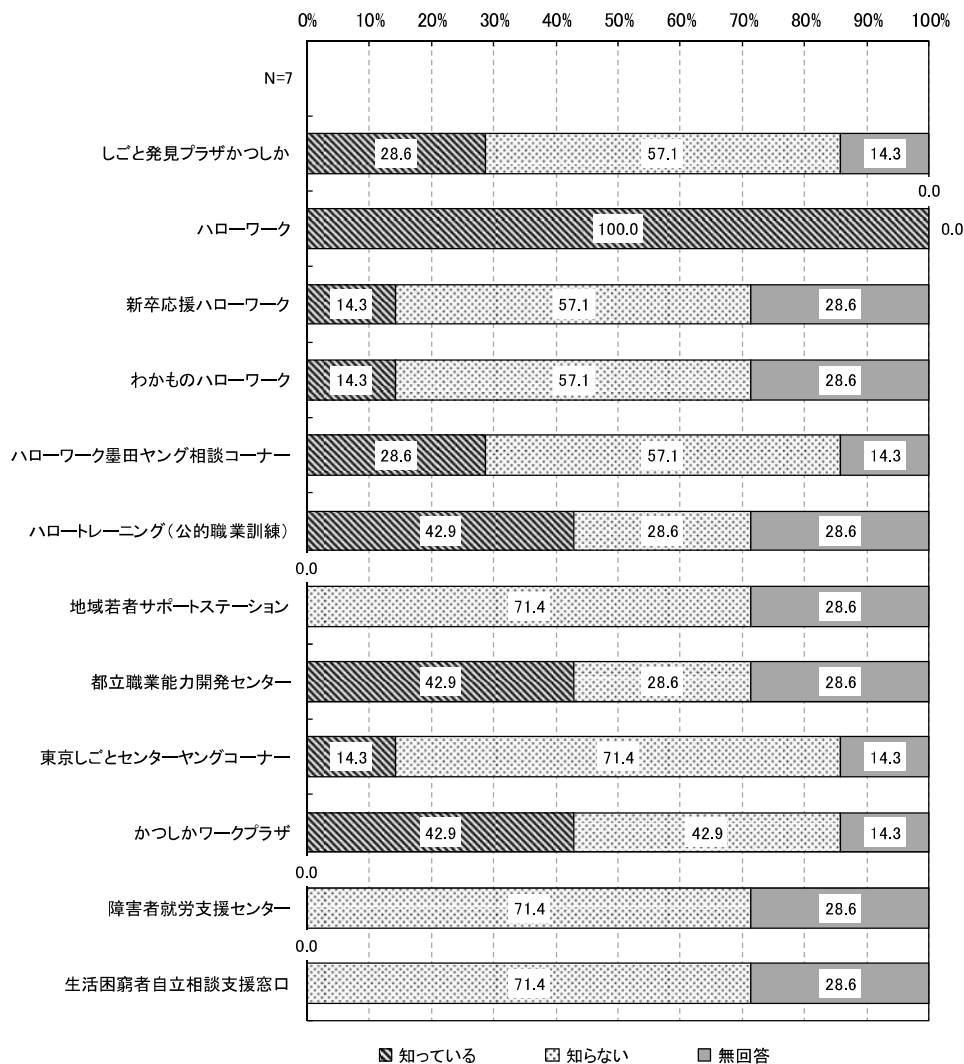 0% 10% 20% 30% 40% 50% 60% 70% 80% 90% 100%
N=7
しごと発見プラザかつしか 28.6 57.1 14.3
0.0
ハローワーク 100.0 0.0
新卒応援ハローワーク 14.3 57.1 28.6
わかものハローワーク 14.3 57.1 28.6
ハローワーク墨田ヤング相談コーナー 28.6 57.1 14.3
ハロートレーニング(公的職業訓練) 42.9 28.6 28.6
0.0
地域若者サポートステーション 71.4 28.6
都立職業能力開発センター 42.9 28.6 28.6
東京しごとセンターヤングコーナー 14.3 71.4 14.3
かつしかワークプラザ 42.9 42.9 14.3
0.0
障害者就労支援センター 71.4 28.6
0.0
生活困窮者自立相談支援窓口 71.4 28.6
知っている 知らない 無回答